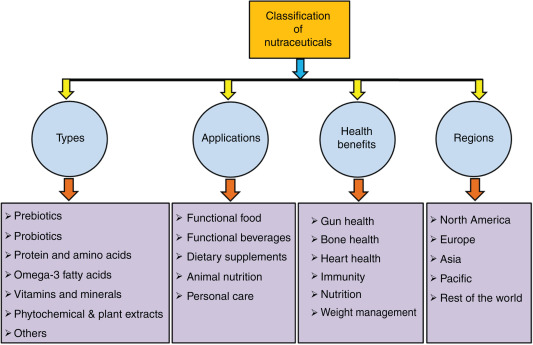 Classification
of
nutraceuticals
Types
Applications
Health
benefits
Regions
➤ Prebiotics
➤ Probiotics
➤ Protein and amino acids
➤ Omega-3 fatty acids
➤ Vitamins and minerals
➤ Phytochemical & plant extracts
➤ Others
➤ Functional food
➤ Functional beverages
➤ Dietary supplements
➤ Animal nutrition
➤ Personal care
➤ Gun health
➤ Bone health
➤ Heart health
➤ Immunity
➤ Nutrition
➤ Weight management
➤ North America
➤ Europe
➤ Asia
➤ Pacific
➤ Rest of the world